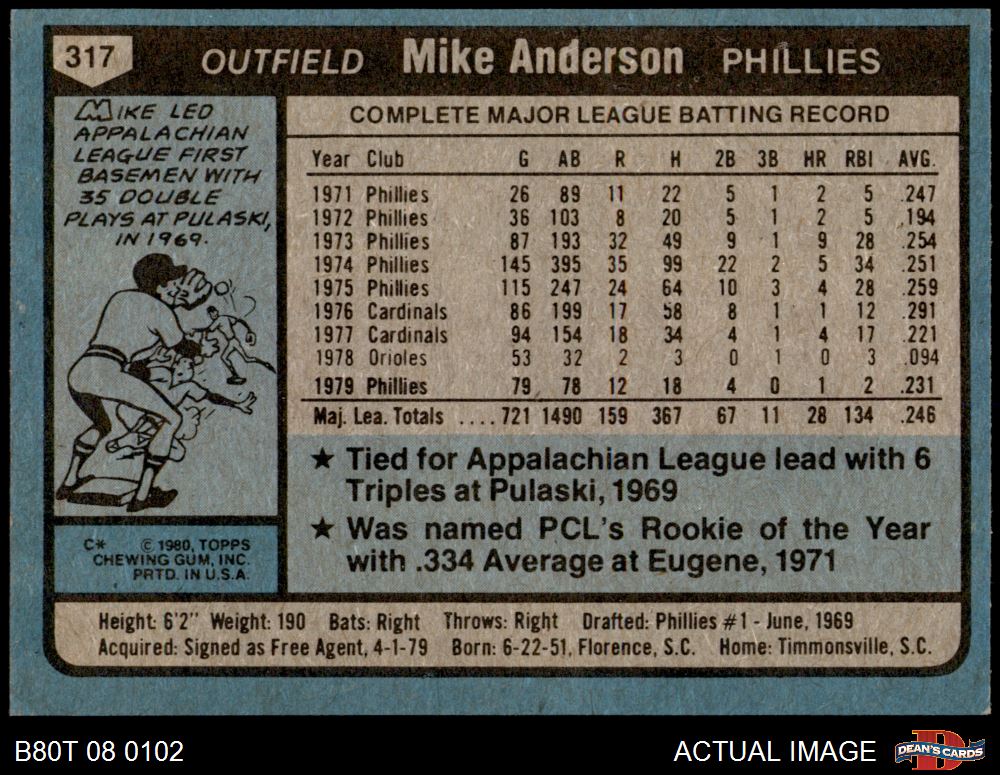 317 OUTFIELD Mike Anderson PHILLIES
MIKE LED
APPALACHIAN
LEAGUE FIRST
BASEMEN WITH
35 DOUBLE
PLAYS AT PULASKI,
IN 1969.
C* © 1980, TOPPS
CHEWING GUM, INC.
PRTD. IN U.S.A.
COMPLETE MAJOR LEAGUE BATTING RECORD
Year Club G AB R H 2B 3B HR RBI AVG.
1971 Phillies 26 89 11 22 5 1 2 5 .247
1972 Phillies 36 103 8 20 5 1 2 5 .194
1973 Phillies 87 193 32 49 9 1 9 28 .254
1974 Phillies 145 395 35 99 22 2 5 34 .251
1975 Phillies 115 247 24 64 10 3 4 28 .259
1976 Cardinals 86 199 17 58 8 1 1 12 .291
1977 Cardinals 94 154 18 34 4 1 4 17 .221
1978 Orioles 53 32 2 3 0 1 0 3 .094
1979 Phillies 79 78 12 18 4 0 1 2 .231
Maj. Lea. Totals ....721 1490 159 367 67 11 28 134 .246
★ Tied for Appalachian League lead with 6
Triples at Pulaski, 1969
★ Was named PCL's Rookie of the Year
with .334 Average at Eugene, 1971
Height: 6'2" Weight: 190 Bats: Right Throws: Right Drafted: Phillies #1 - June, 1969
Acquired: Signed as Free Agent, 4-1-79 Born: 6-22-51, Florence, S.C. Home: Timmonsville, S.C.
B80T 08 0102 ACTUAL IMAGE DEAN'S CARDS